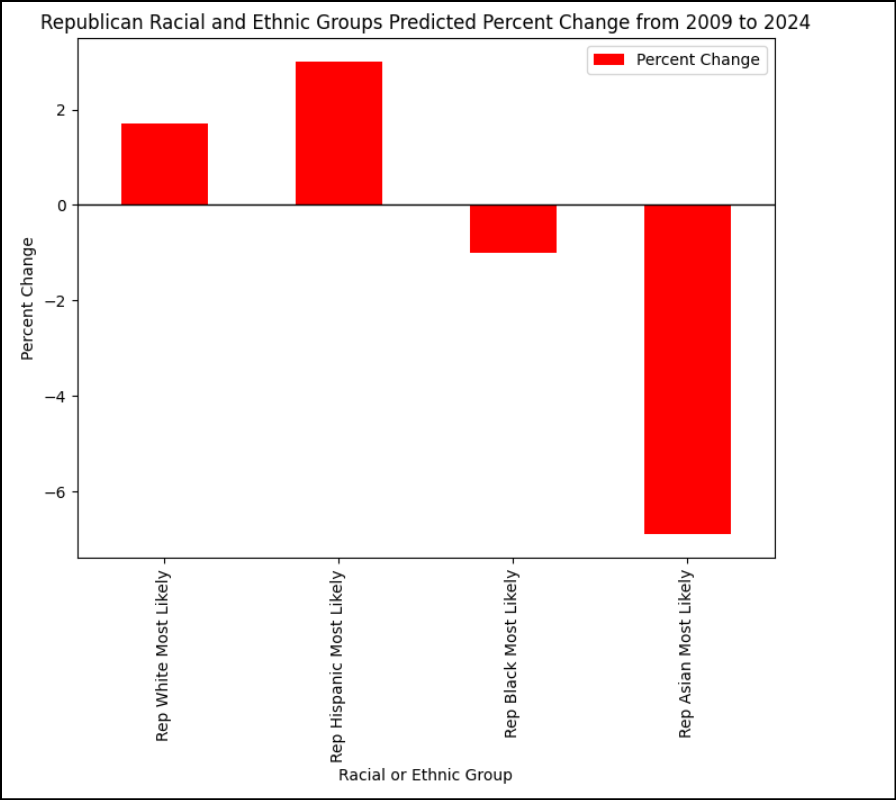 Republican Racial and Ethnic Groups Predicted Percent Change from 2009 to 2024
Percent Change
2
0
−2
−4
−6
Percent Change
Rep White Most Likely
Rep Hispanic Most Likely
Rep Black Most Likely
Rep Asian Most Likely
Racial or Ethnic Group